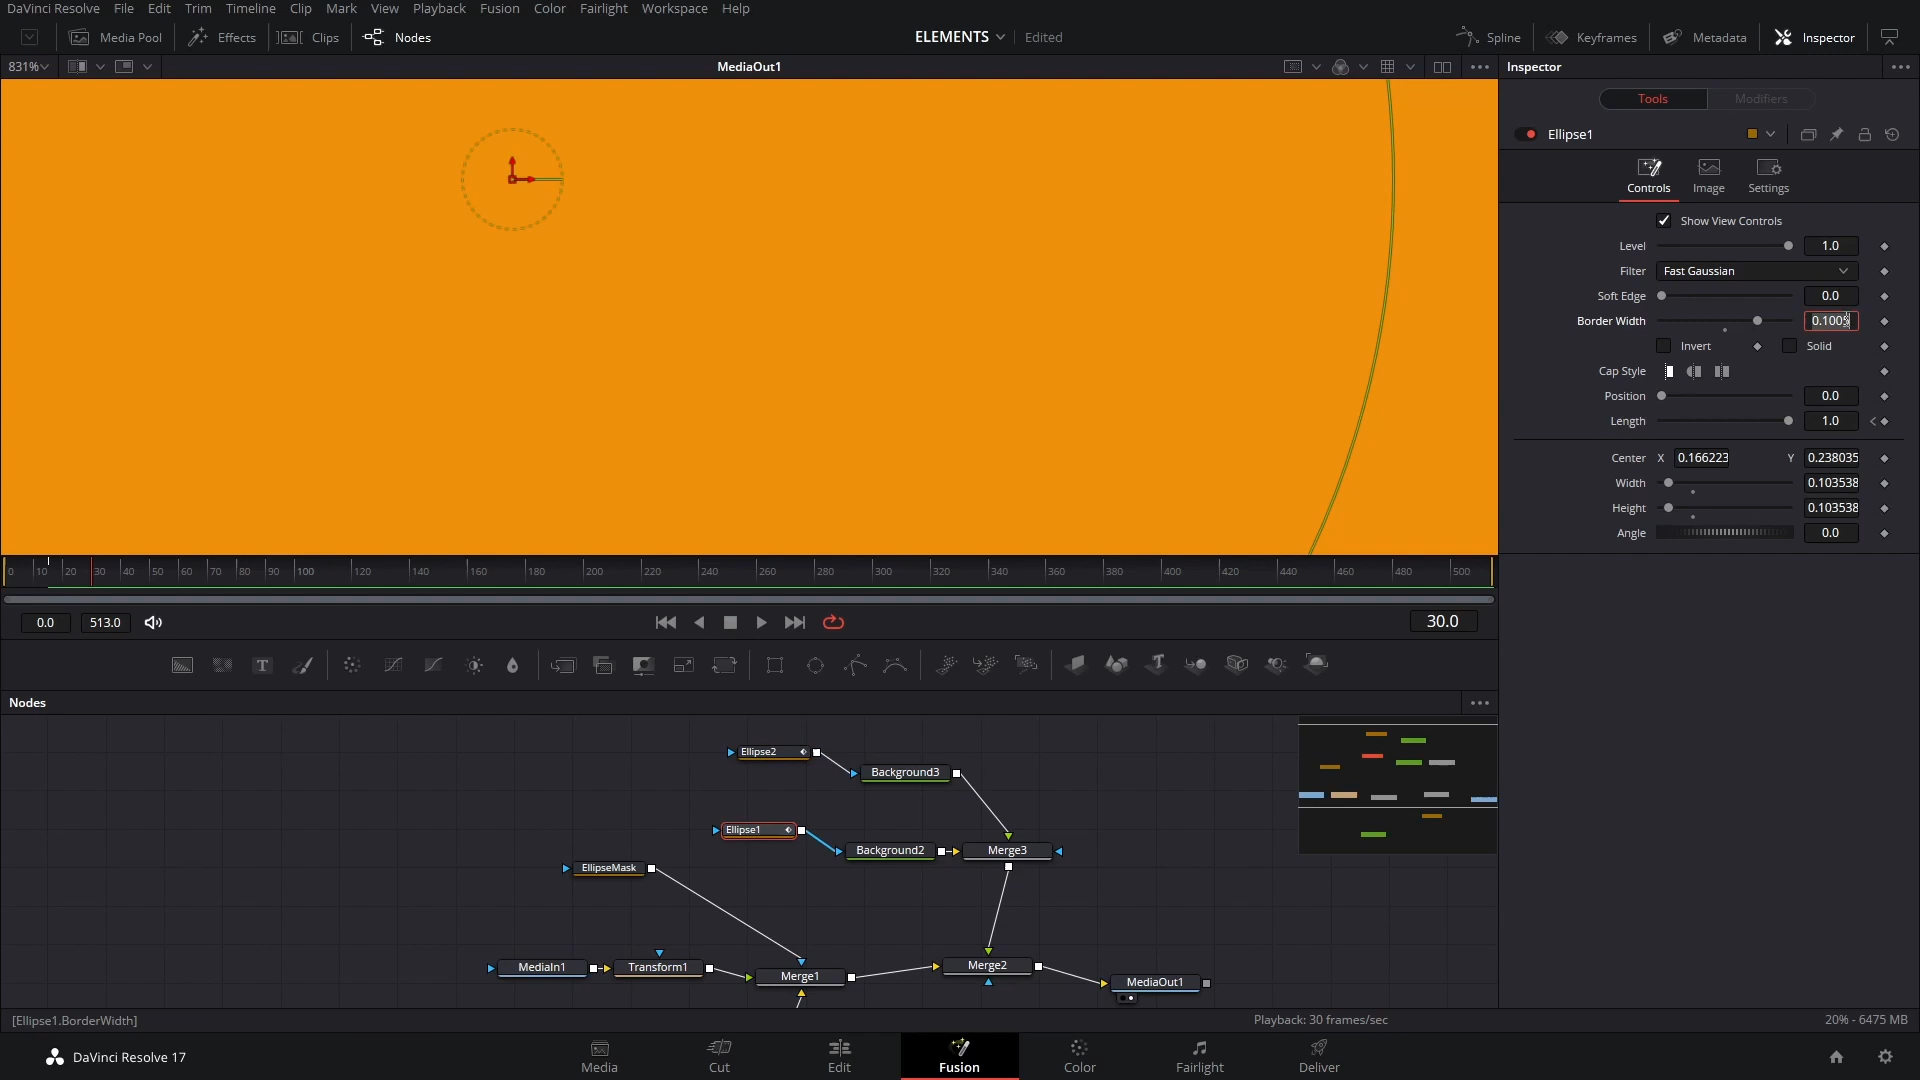 DaVinci Resolve File Edit Trim Timeline Clip Mark View Playback Fusion Color Fairlight Workspace Help
Media Pool Effects Clips Nodes ELEMENTS Edited Spline Keyframes Metadata Inspector
831% MediaOut1 Inspector
Tools Modifiers
Ellipse1
Controls Image Settings
Show View Controls
Level 1.0
Filter Fast Gaussian
Soft Edge 0.0
Border Width 0.100
Invert Solid
Cap Style
Position 0.0
Length 1.0
Center X 0.166223 Y 0.238035
Width 0.103538
Height 0.103538
Angle 0.0
0 10 20 30 40 50 60 70 80 90 100 120 140 160 180 200 220 240 260 280 300 320 340 360 380 400 420 440 460 480 500
0.0 513.0 30.0
T
Nodes
Ellipse2
Background3
Ellipse1
Background2 Merge3
EllipseMask
MediaIn1 Transform1 Merge1 Merge2
MediaOut1
[Ellipse1.BorderWidth] Playback: 30 frames/sec 20% - 6475 MB
DaVinci Resolve 17 Media Cut Edit Fusion Color Fairlight Deliver